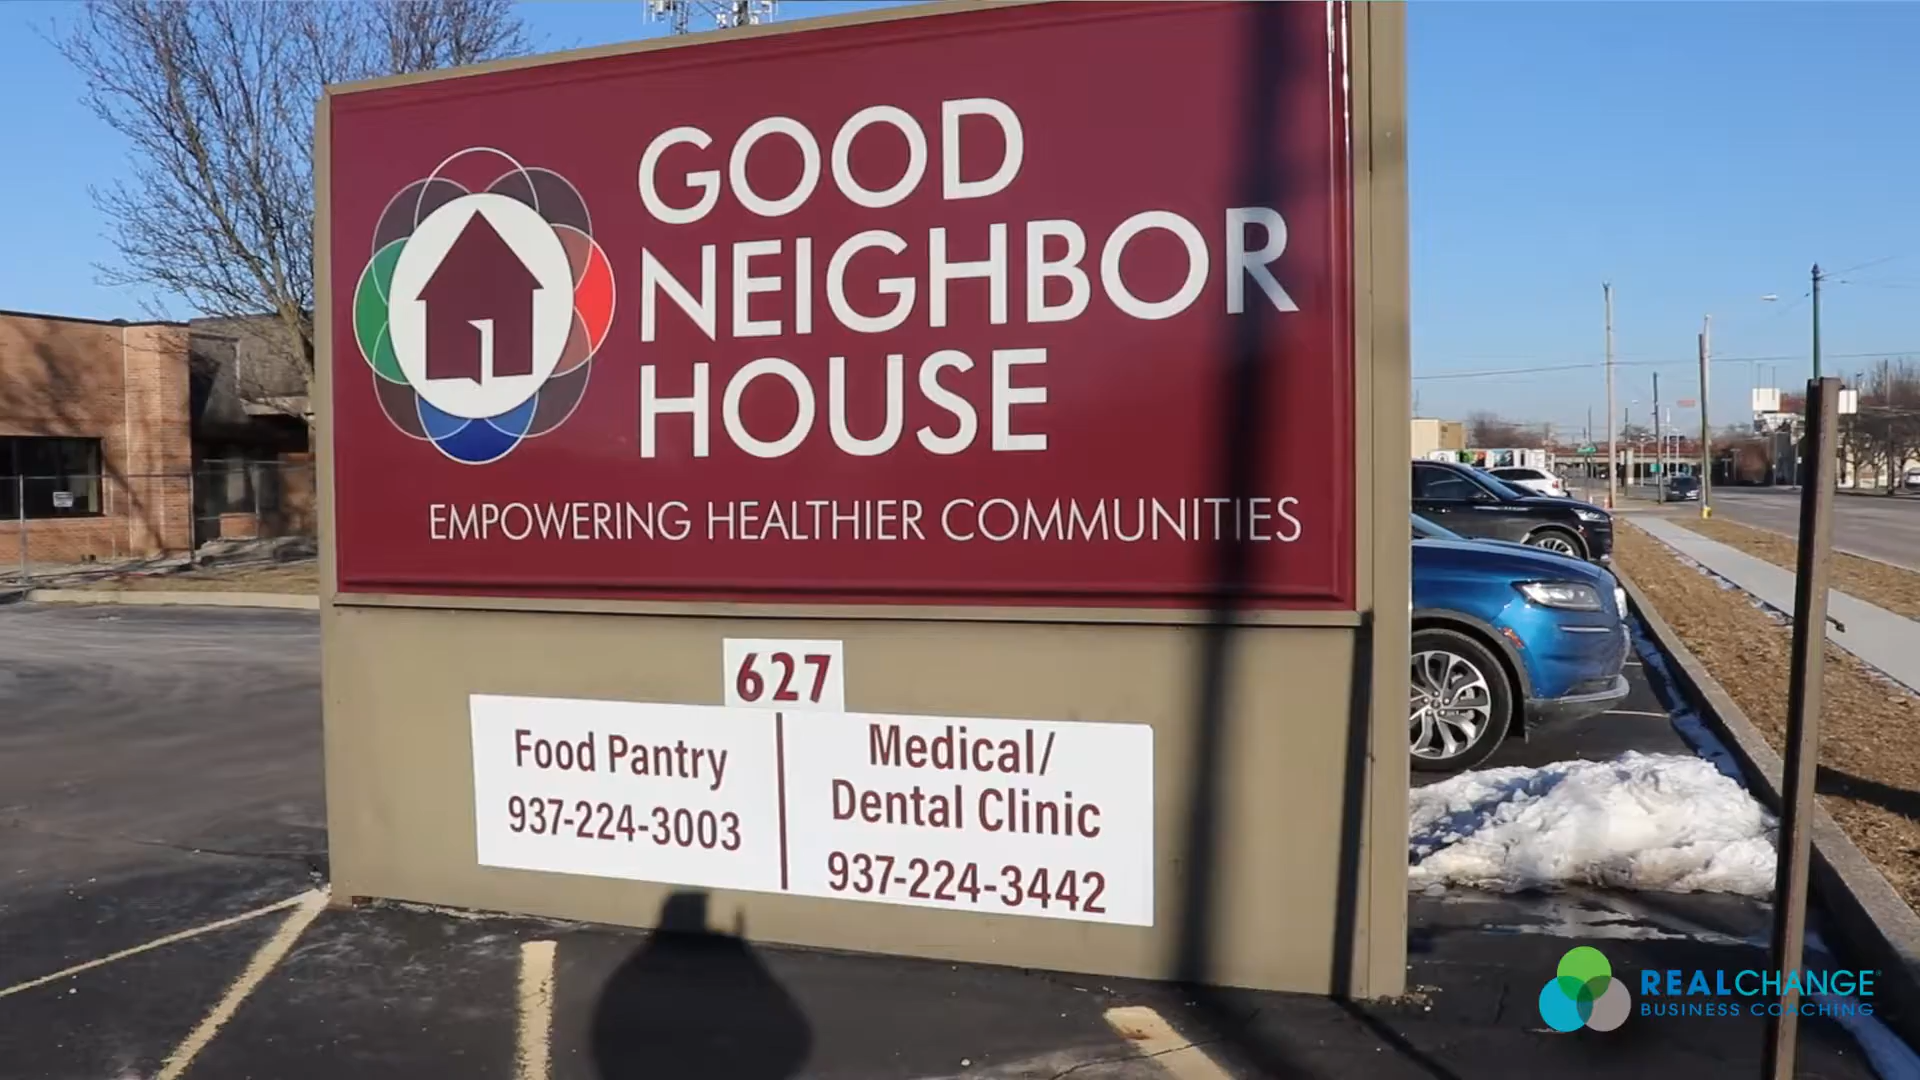 GOOD
NEIGHBOR
HOUSE
EMPOWERING HEALTHIER COMMUNITIES
627
Food Pantry
937-224-3003
Medical/
Dental Clinic
937-224-3442
REALCHANGE®
BUSINESS COACHING